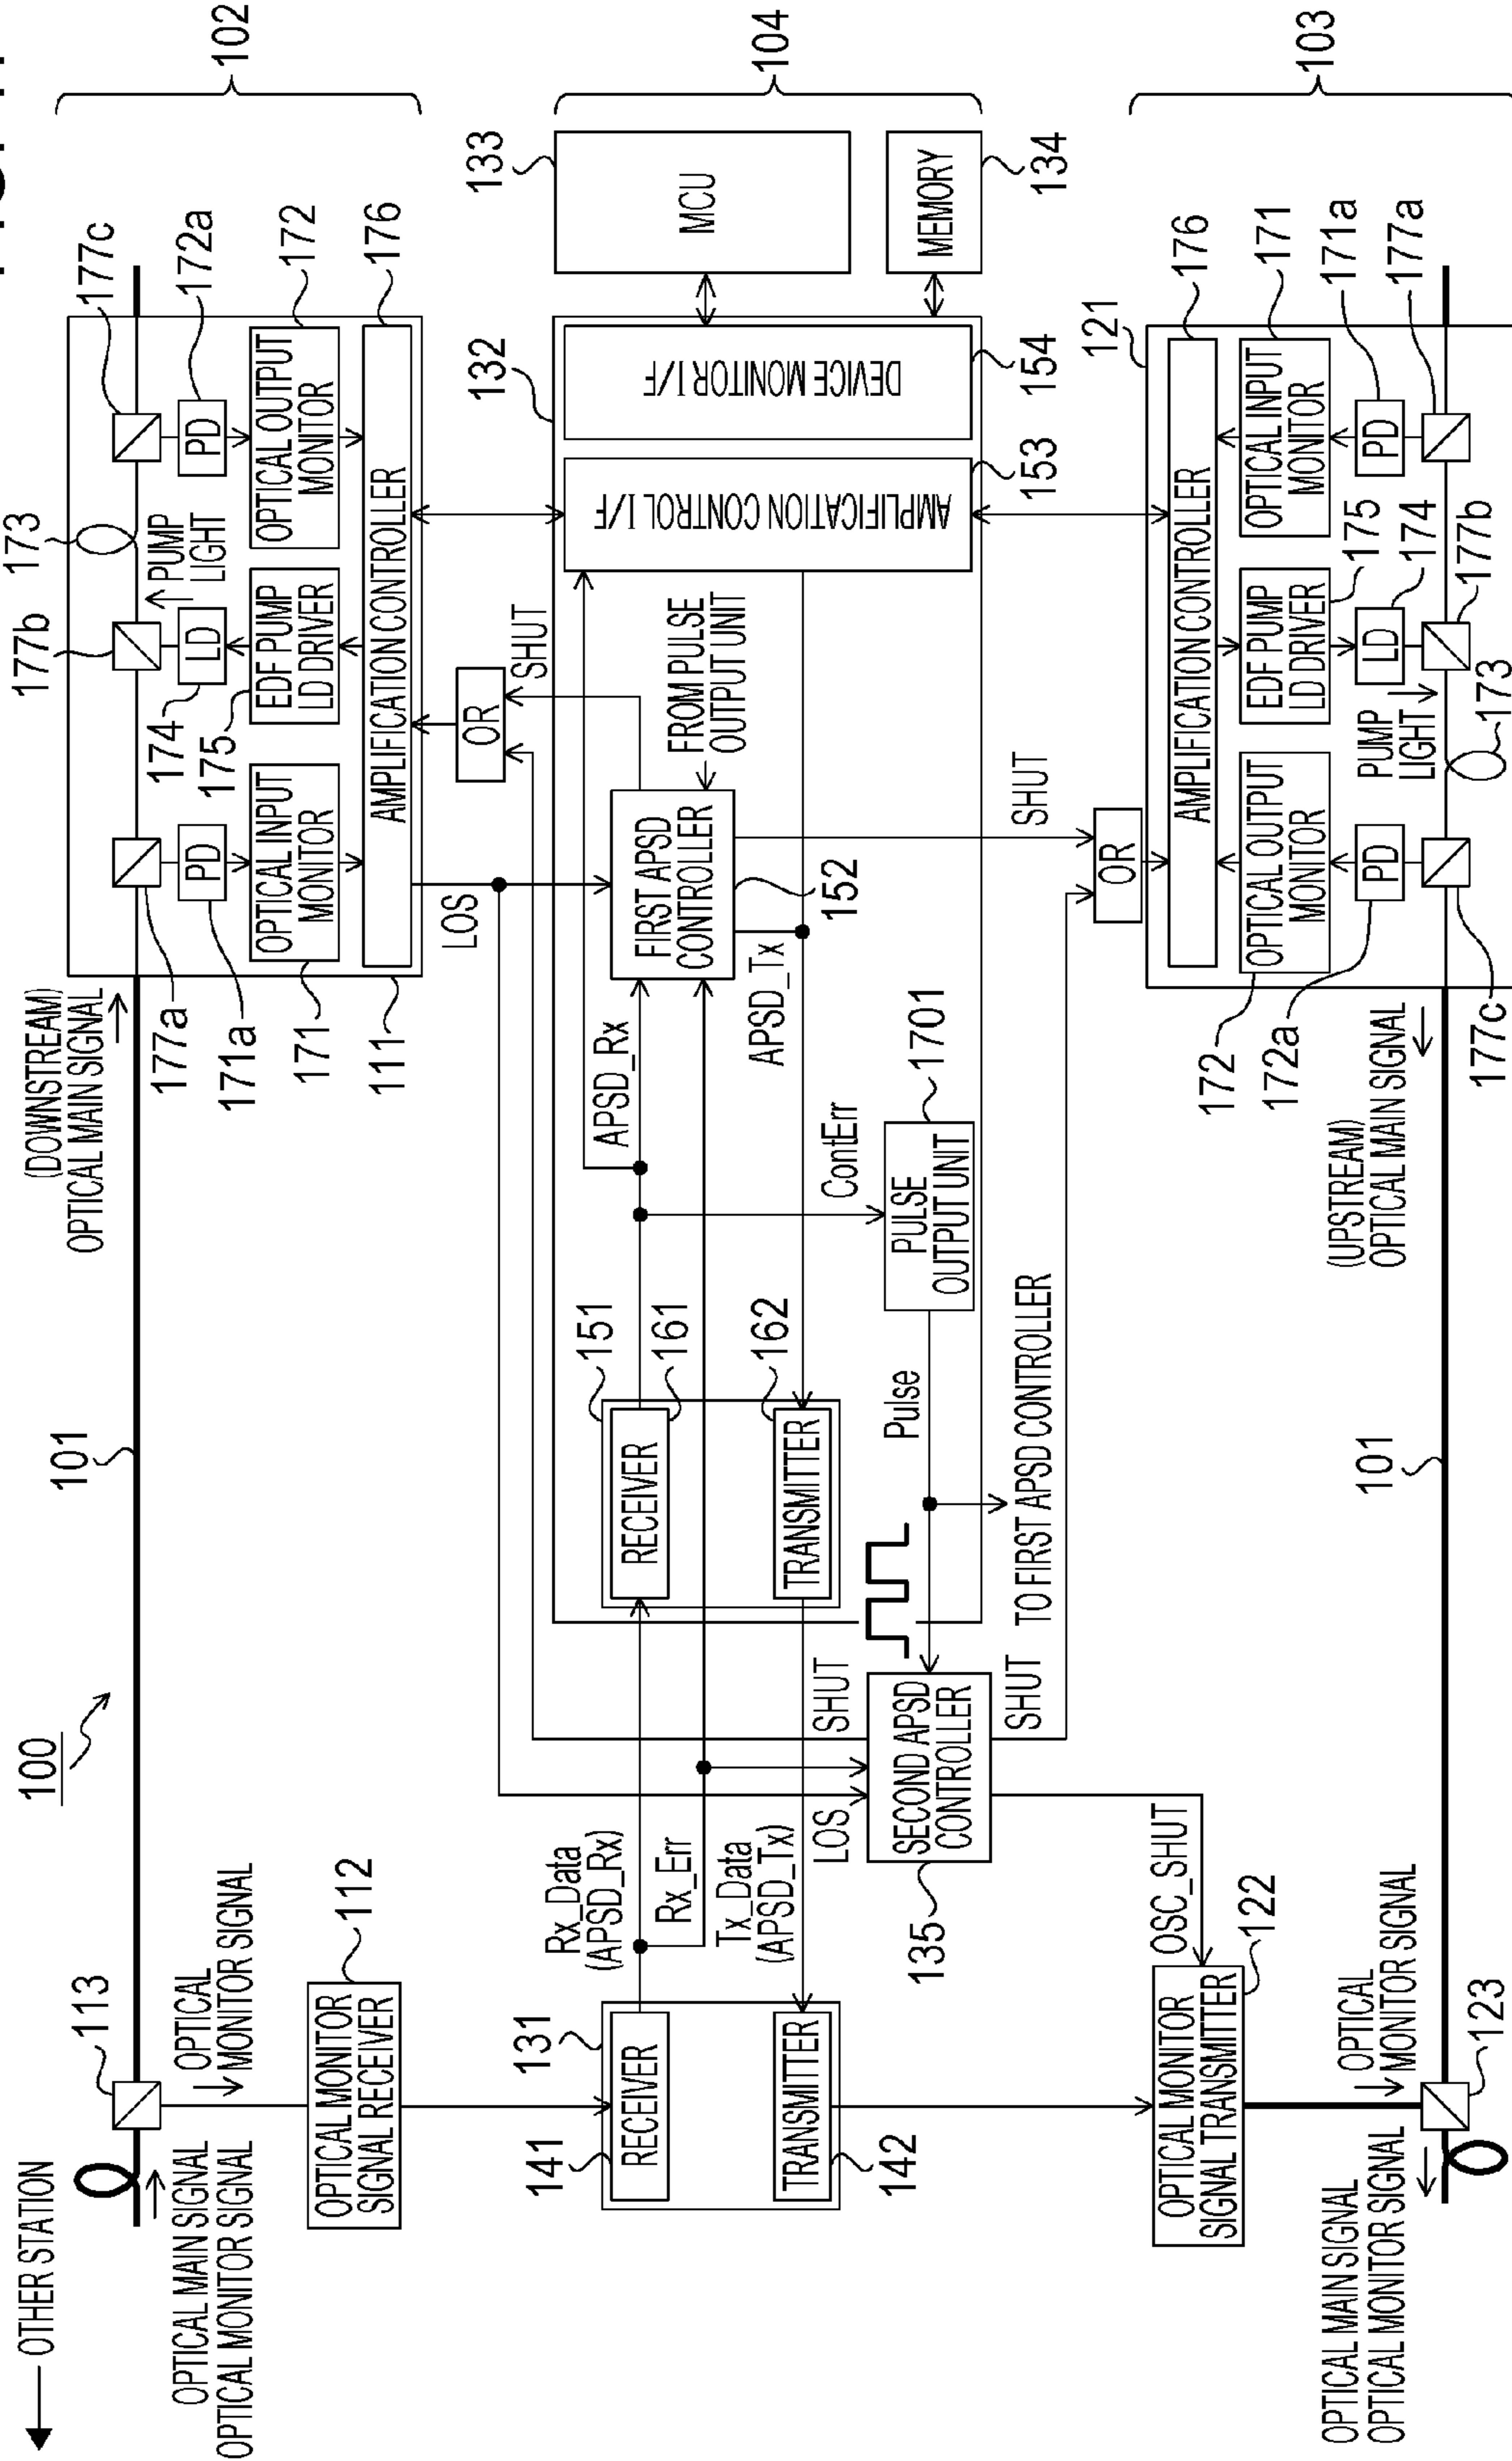 ← OTHER STATION
100
113
101
(DOWNSTREAM)
OPTICAL MAIN SIGNAL
177a
171a
171
111
177b
174
175
173
177c
172a
172
176
102
OPTICAL MAIN SIGNAL
OPTICAL MONITOR SIGNAL
OPTICAL
MONITOR SIGNAL
112
OPTICAL MONITOR
SIGNAL RECEIVER
PD
LD
PUMP
LIGHT
PD
OPTICAL INPUT
MONITOR
EDF PUMP
LD DRIVER
OPTICAL OUTPUT
MONITOR
AMPLIFICATION CONTROLLER
LOS
OR
SHUT
133
MCU
104
MEMORY
134
132
141
131
RECEIVER
TRANSMITTER
142
Rx_Data
(APSD_Rx)
Rx_Err
Tx_Data
(APSD_Tx)
LOS
SHUT
151
161
RECEIVER
162
TRANSMITTER
APSD_Rx
FIRST APSD
CONTROLLER
152
APSD_Tx
FROM PULSE
OUTPUT UNIT
AMPLIFICATION CONTROL I/F
153
DEVICE MONITOR I/F
154
135
SECOND APSD
CONTROLLER
SHUT
Pulse
TO FIRST APSD CONTROLLER
ContErr
PULSE
OUTPUT UNIT
1701
SHUT
OR
OSC_SHUT
122
OPTICAL MONITOR
SIGNAL TRANSMITTER
OPTICAL
MONITOR SIGNAL
123
OPTICAL MAIN SIGNAL
OPTICAL MONITOR SIGNAL
101
(UPSTREAM)
OPTICAL MAIN SIGNAL
121
AMPLIFICATION CONTROLLER
176
OPTICAL OUTPUT
MONITOR
EDF PUMP
LD DRIVER
OPTICAL INPUT
MONITOR
171
PD
PUMP
LIGHT
LD
PD
172
172a
177c
173
175
174
177b
171a
177a
103